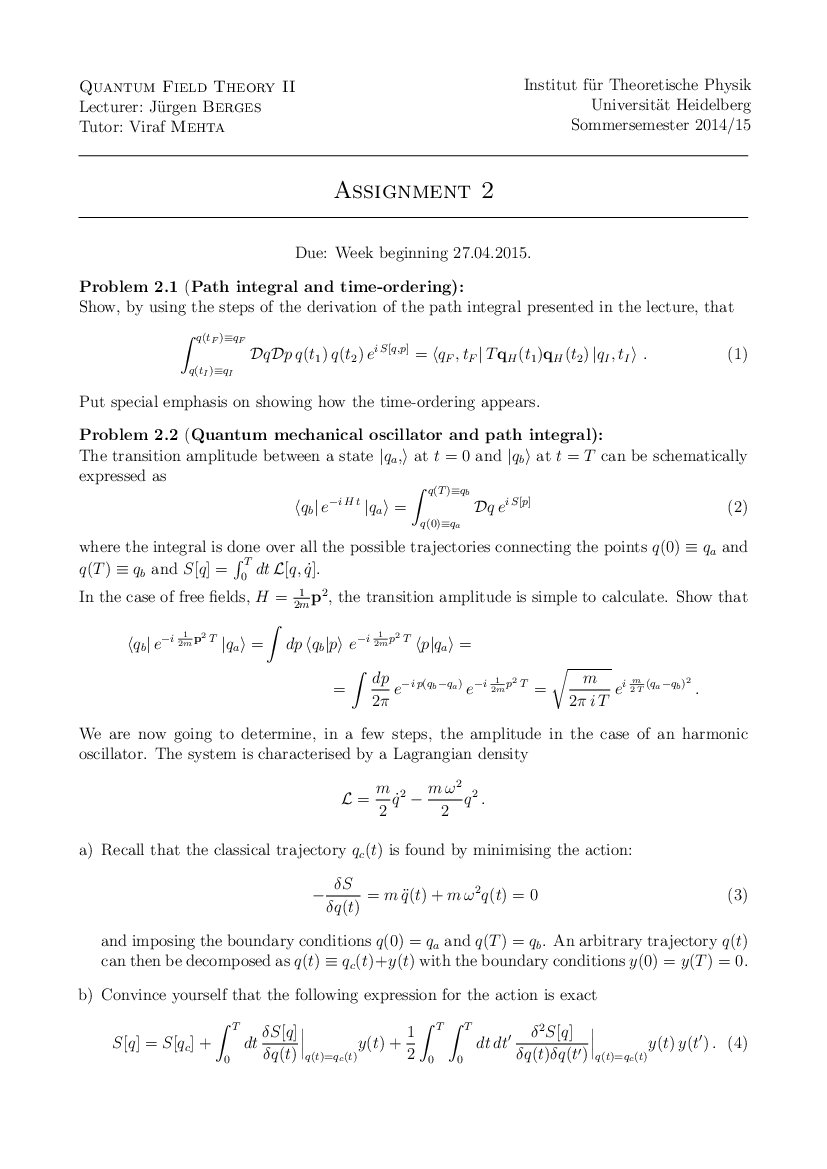 Quantum Field Theory II
Lecturer: Jürgen Berges
Tutor: Viraf Mehta
Institut für Theoretische Physik
Universität Heidelberg
Sommersemester 2014/15
Assignment 2
Due: Week beginning 27.04.2015.
Problem 2.1 (Path integral and time-ordering):
Show, by using the steps of the derivation of the path integral presented in the lecture, that
$\int_{q(t_I)\equiv q_I}^{q(t_F)\equiv q_F} \mathcal{D}q\mathcal{D}p\, q(t_1)\, q(t_2)\, e^{i\,S[q,p]} = \langle q_F, t_F|\, T\mathbf{q}_H(t_1)\mathbf{q}_H(t_2)\, |q_I, t_I\rangle\ .$ (1)
Put special emphasis on showing how the time-ordering appears.
Problem 2.2 (Quantum mechanical oscillator and path integral):
The transition amplitude between a state $|q_a,\rangle$ at $t = 0$ and $|q_b\rangle$ at $t = T$ can be schematically
expressed as
$\langle q_b|\, e^{-i\,H\,t}\, |q_a\rangle = \int_{q(0)\equiv q_a}^{q(T)\equiv q_b} \mathcal{D}q\, e^{i\,S[p]}$ (2)
where the integral is done over all the possible trajectories connecting the points $q(0) \equiv q_a$ and
$q(T) \equiv q_b$ and $S[q] = \int_0^T dt\, \mathcal{L}[q, \dot{q}]$.
In the case of free fields, $H = \frac{1}{2m}\mathbf{p}^2$, the transition amplitude is simple to calculate. Show that
$\langle q_b|\, e^{-i\,\frac{1}{2m}\mathbf{p}^2\,T}\, |q_a\rangle = \int dp\, \langle q_b|p\rangle\, e^{-i\,\frac{1}{2m}p^2\,T}\, \langle p|q_a\rangle =$
$= \int \frac{dp}{2\pi}\, e^{-i\,p(q_b-q_a)}\, e^{-i\,\frac{1}{2m}p^2\,T} = \sqrt{\frac{m}{2\pi\,i\,T}}\, e^{i\,\frac{m}{2\,T}(q_a-q_b)^2}\,.$
We are now going to determine, in a few steps, the amplitude in the case of an harmonic
oscillator. The system is characterised by a Lagrangian density
$\mathcal{L} = \frac{m}{2}\dot{q}^2 - \frac{m\,\omega^2}{2}q^2\,.$
a) Recall that the classical trajectory $q_c(t)$ is found by minimising the action:
$-\frac{\delta S}{\delta q(t)} = m\,\ddot{q}(t) + m\,\omega^2 q(t) = 0$ (3)
and imposing the boundary conditions $q(0) = q_a$ and $q(T) = q_b$. An arbitrary trajectory $q(t)$
can then be decomposed as $q(t) \equiv q_c(t)+y(t)$ with the boundary conditions $y(0) = y(T) = 0$.
b) Convince yourself that the following expression for the action is exact
$S[q] = S[q_c] + \int_0^T dt\, \frac{\delta S[q]}{\delta q(t)}\Big|_{q(t)=q_c(t)} y(t) + \frac{1}{2}\int_0^T\int_0^T dt\, dt'\, \frac{\delta^2 S[q]}{\delta q(t)\delta q(t')}\Big|_{q(t)=q_c(t)} y(t)\, y(t')\,.$ (4)